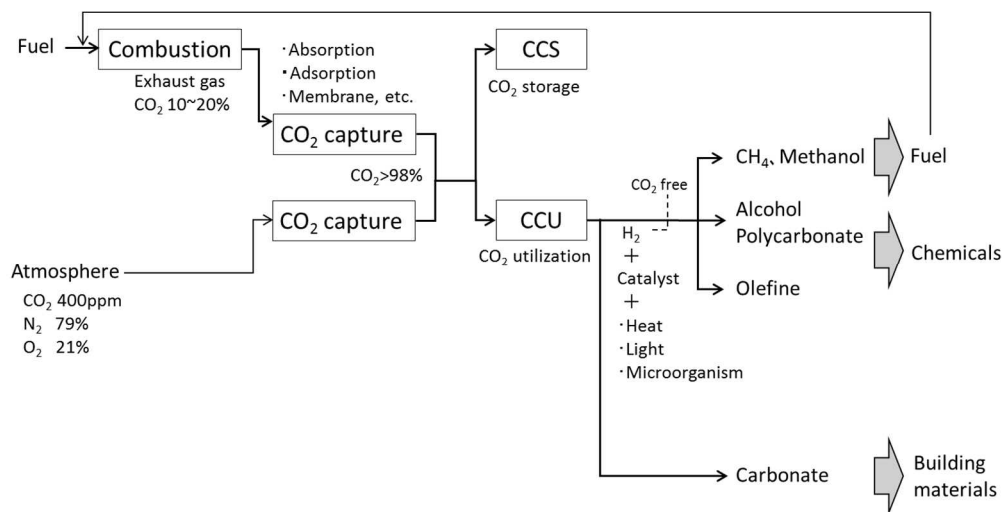 Fuel
Combustion
Exhaust gas
CO₂ 10~20%
·Absorption
·Adsorption
·Membrane, etc.
CO₂ capture
CO₂>98%
CO₂ capture
Atmosphere
CO₂ 400ppm
N₂ 79%
O₂ 21%
CCS
CO₂ storage
CCU
CO₂ utilization
CO₂ free
H₂
+
Catalyst
+
·Heat
·Light
·Microorganism
CH₄、Methanol
Fuel
Alcohol
Polycarbonate
Chemicals
Olefine
Carbonate
Building
materials